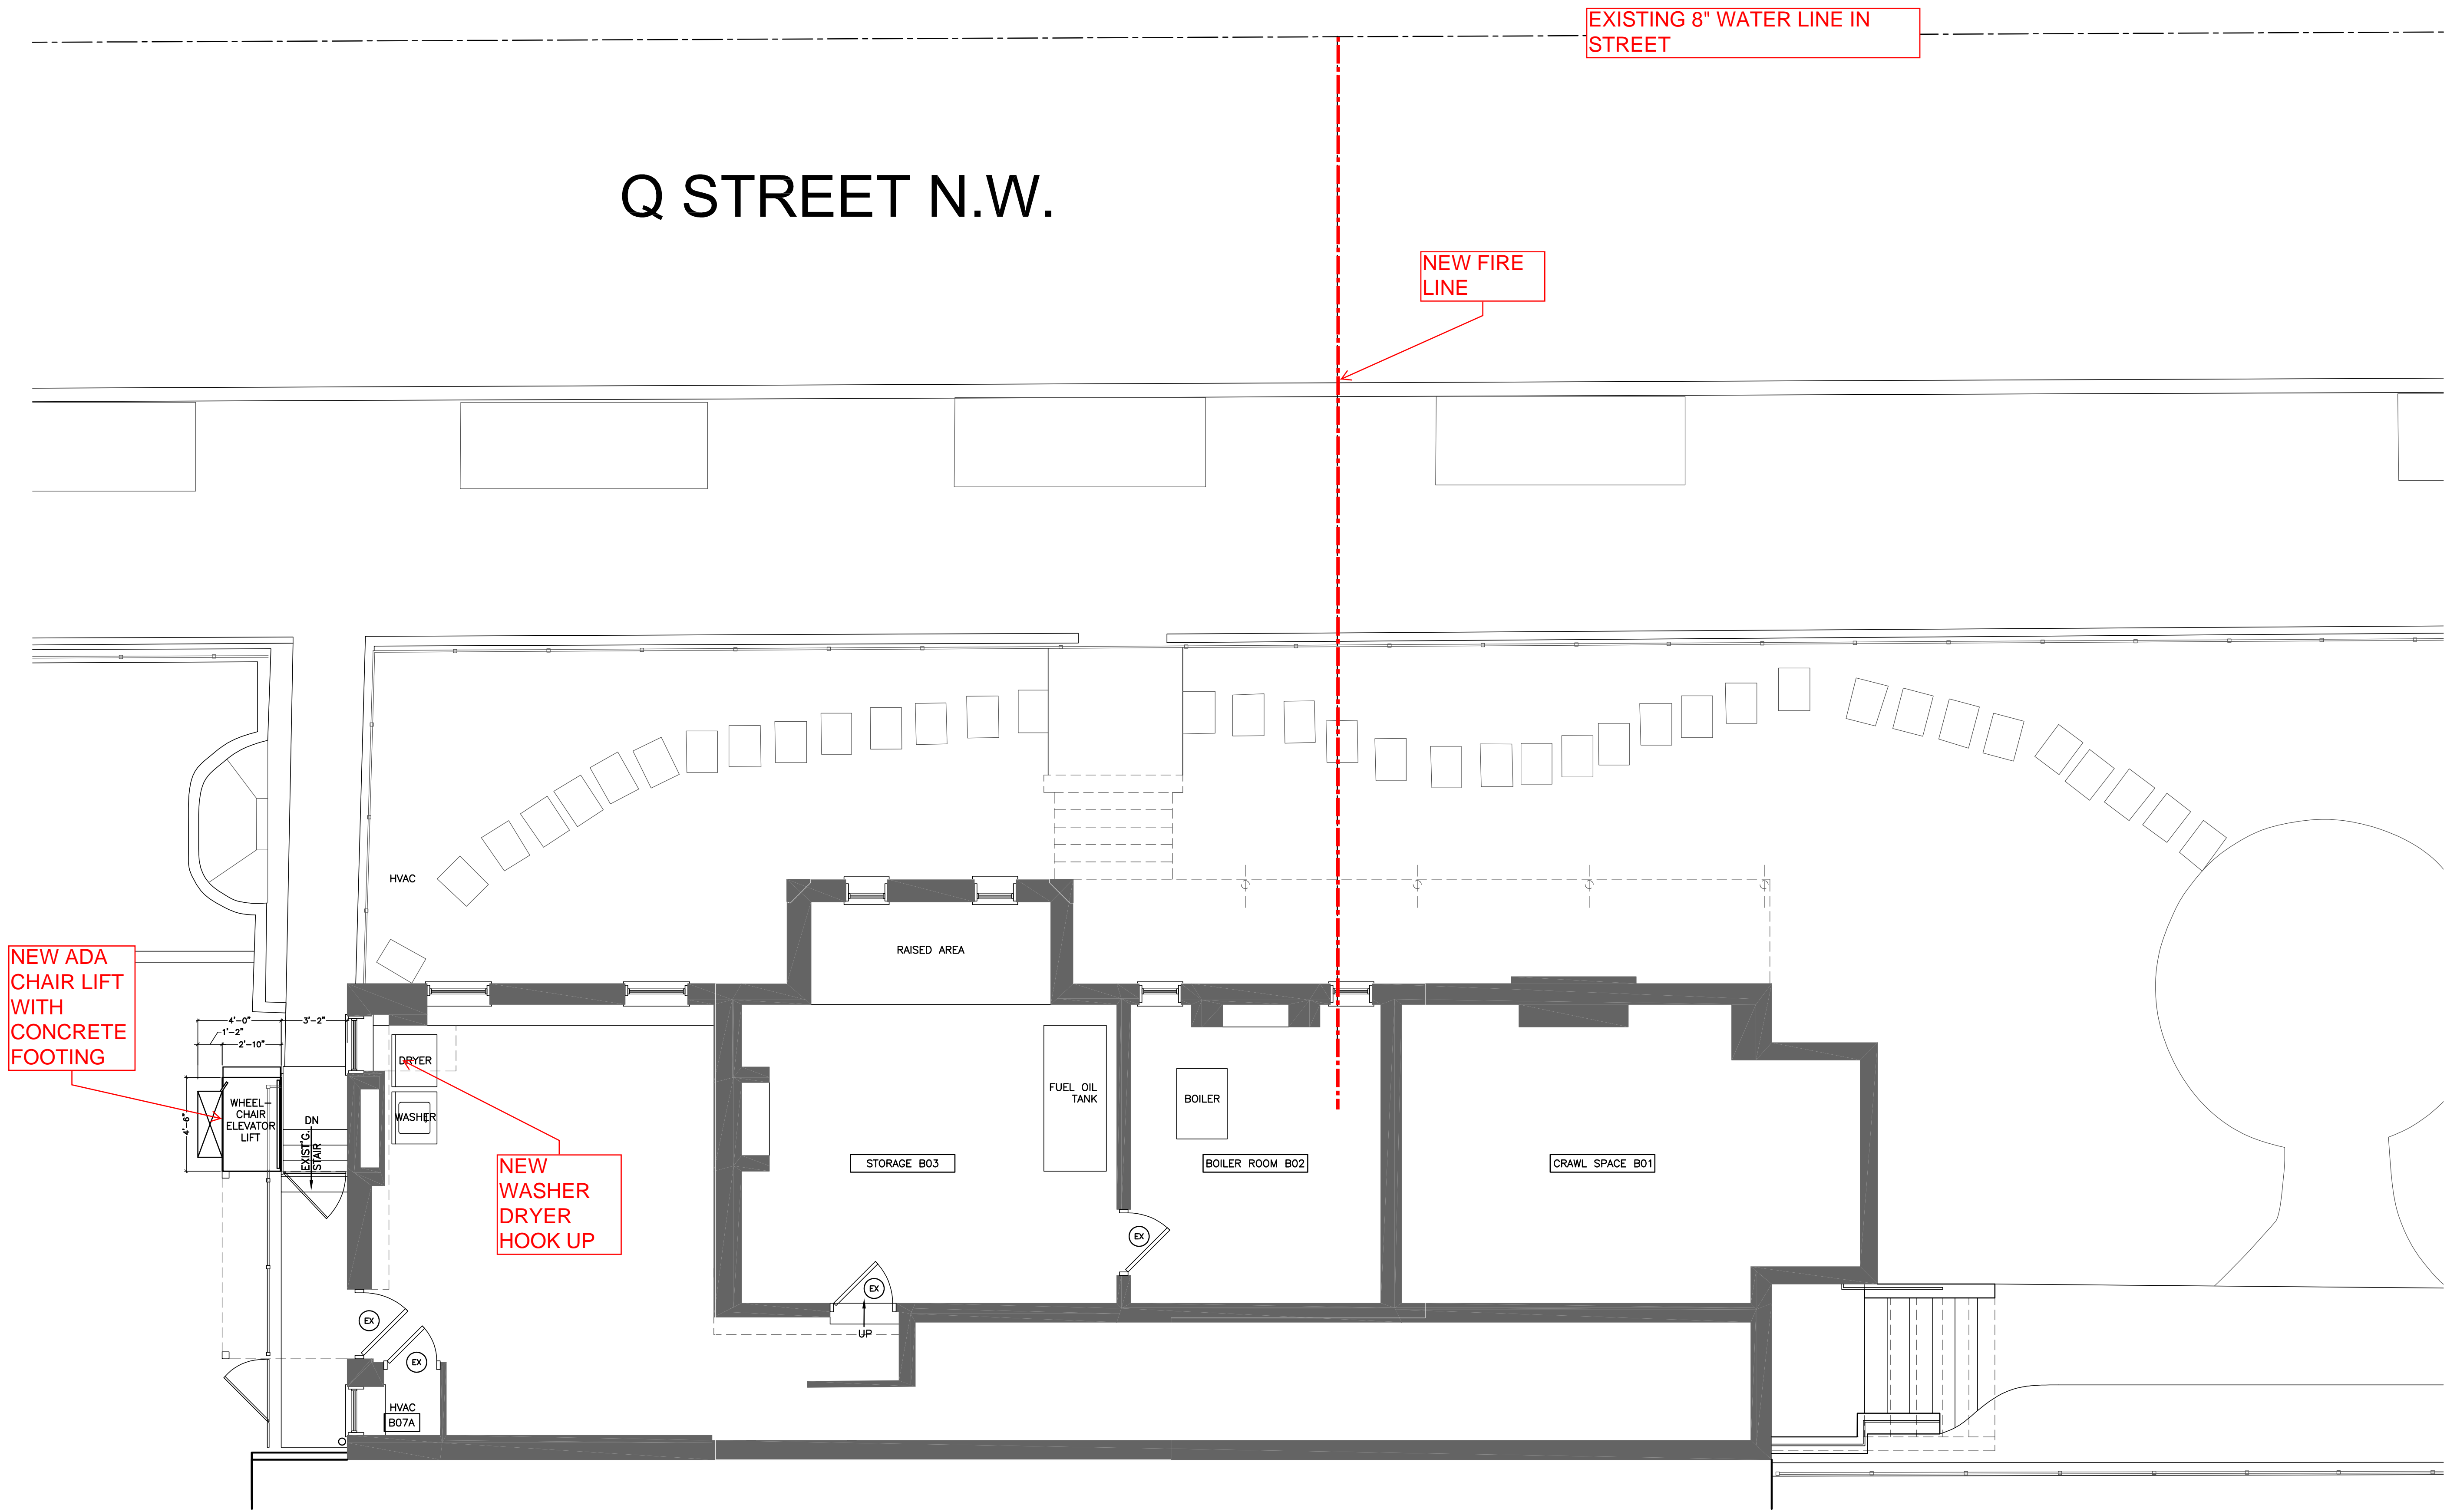 EXISTING 8" WATER LINE IN
STREET
Q STREET N.W.
NEW FIRE
LINE
HVAC
RAISED AREA
NEW ADA
CHAIR LIFT
WITH
CONCRETE
FOOTING
4'-0"
3'-2"
1'-2"
2'-10"
4'-6"
WHEEL-
CHAIR
ELEVATOR
LIFT
DN
EXIST'G.
STAIR
DRYER
WASHER
NEW
WASHER
DRYER
HOOK UP
FUEL OIL
TANK
BOILER
STORAGE B03
BOILER ROOM B02
CRAWL SPACE B01
EX
EX
EX
EX
UP
HVAC
B07A